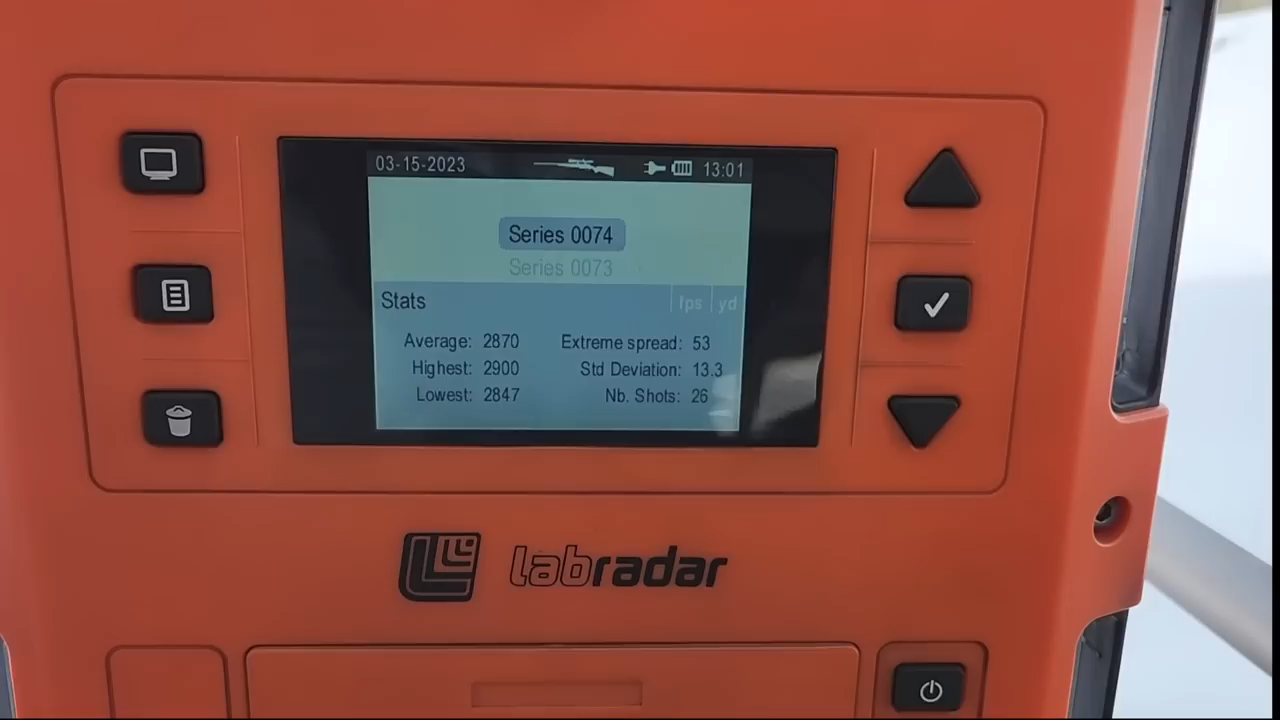 03-15-2023 13:01
Series 0074
Series 0073
Stats fps yd
Average: 2870 Extreme spread: 53
Highest: 2900 Std Deviation: 13.3
Lowest: 2847 Nb. Shots: 26
labradar